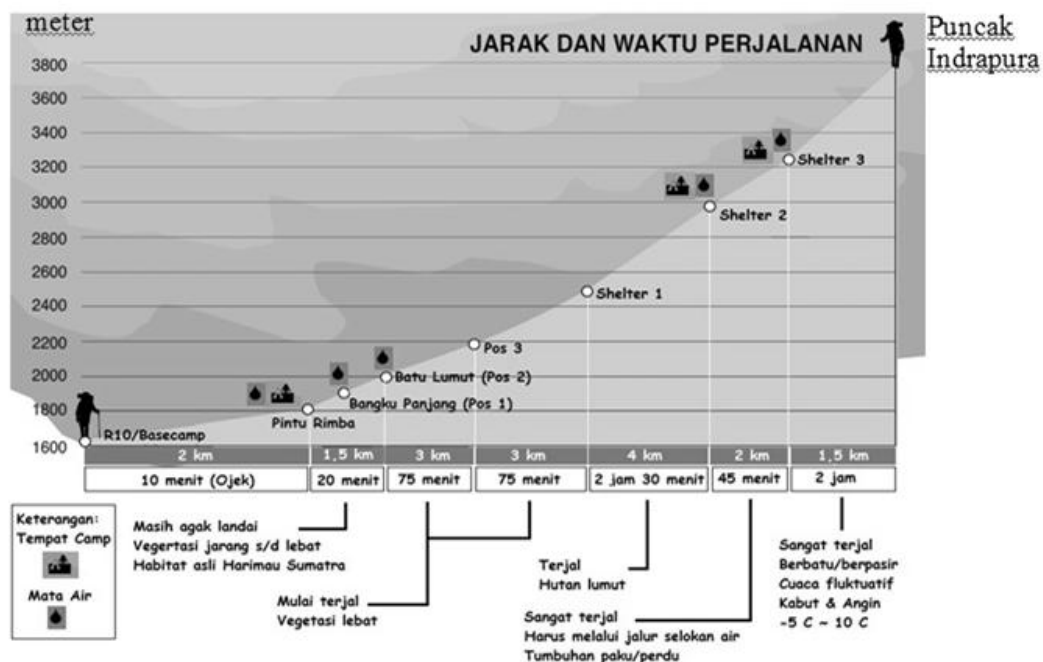 meter
JARAK DAN WAKTU PERJALANAN
Puncak
Indrapura
3800
3600
3400
3200
3000
2800
2600
2400
2200
2000
1800
1600
Shelter 3
Shelter 2
Shelter 1
Pos 3
Batu Lumut (Pos 2)
Bangku Panjang (Pos 1)
Pintu Rimba
R10/Basecamp
2 km 1,5 km 3 km 3 km 4 km 2 km 1,5 km
10 menit (Ojek) 20 menit 75 menit 75 menit 2 jam 30 menit 45 menit 2 jam
Keterangan:
Tempat Camp
Mata Air
Masih agak landai
Vegertasi jarang s/d lebat
Habitat asli Harimau Sumatra
Mulai terjal
Vegetasi lebat
Terjal
Hutan lumut
Sangat terjal
Harus melalui jalur selokan air
Tumbuhan paku/perdu
Sangat terjal
Berbatu/berpasir
Cuaca fluktuatif
Kabut & Angin
-5 C ~ 10 C